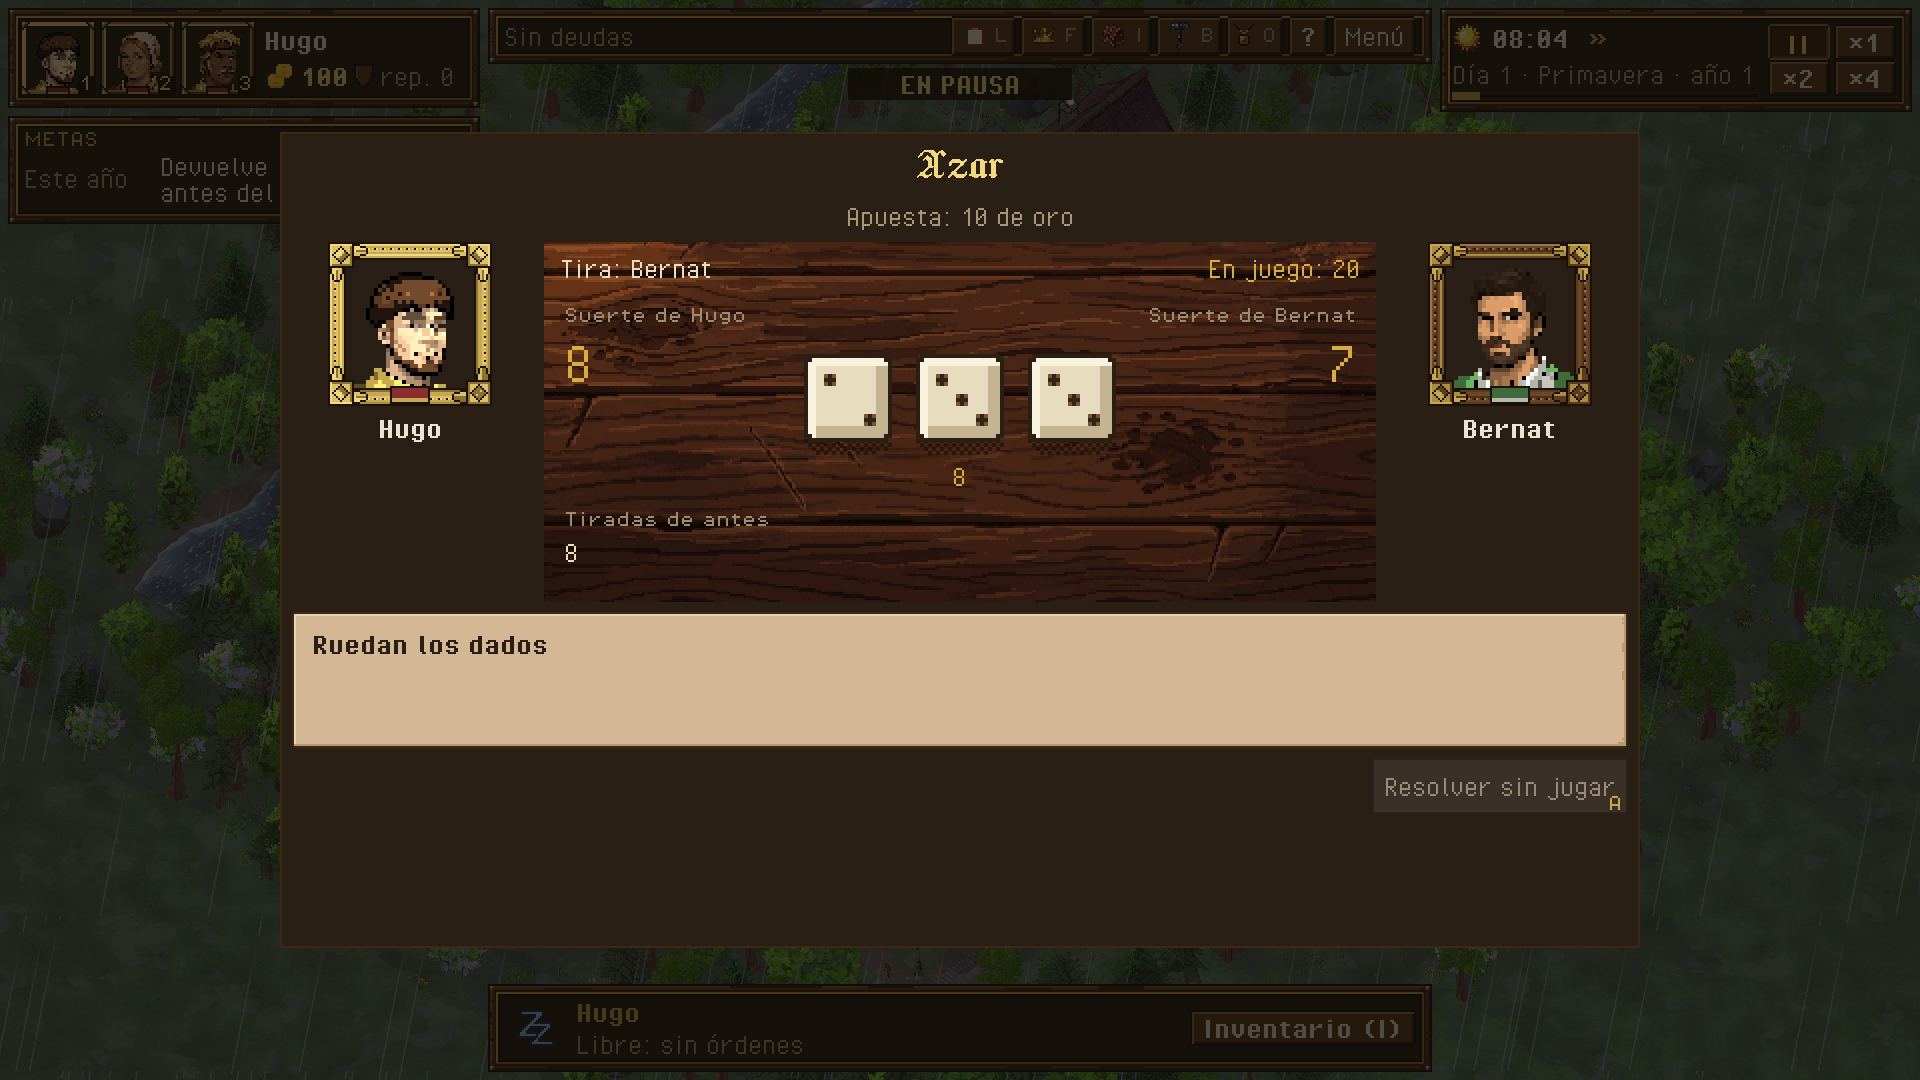 Hugo
1 2 3
100 rep. 0
Sin deudas
L F I B O ? Menú
EN PAUSA
08:04 »
Día 1 · Primavera · año 1
×1
×2 ×4
METAS
Este año
Devuelve
antes del
Azar
Apuesta: 10 de oro
Tira: Bernat
En juego: 20
Suerte de Hugo
Suerte de Bernat
8
7
Hugo
Bernat
8
Tiradas de antes
8
Ruedan los dados
Resolver sin jugar
A
Hugo
Libre: sin órdenes
Inventario (I)